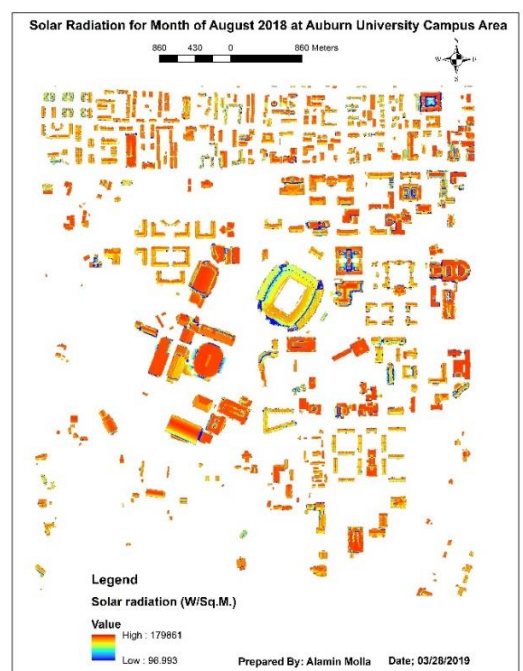 Solar Radiation for Month of August 2018 at Auburn University Campus Area
860 430 0 860 Meters
N
W E
S
Legend
Solar radiation (W/Sq.M.)
Value
High : 179861
Low : 96.993
Prepared By: Alamin Molla Date; 03/28/2019